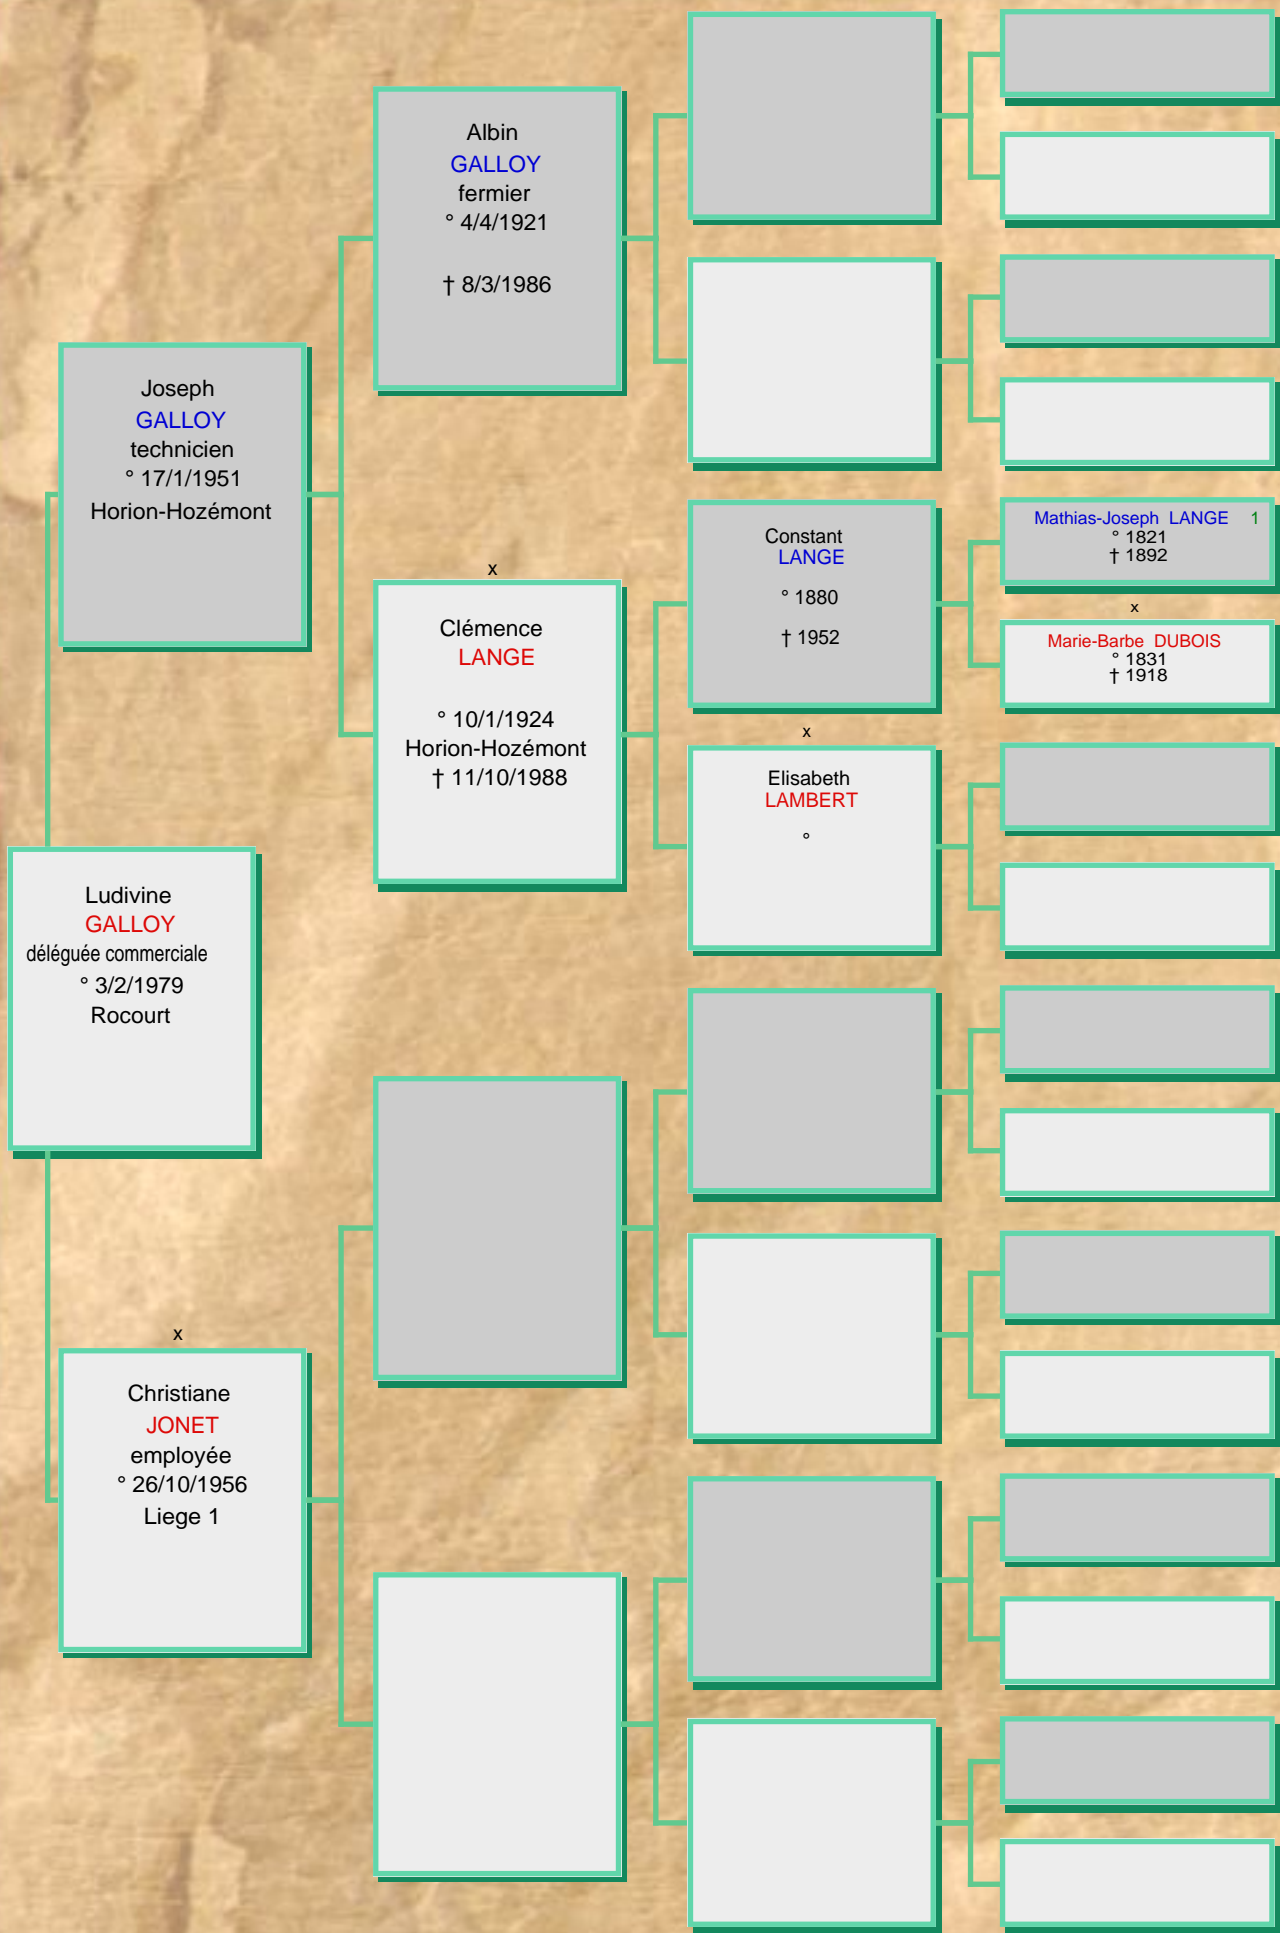 Albin
GALLOY
fermier
° 4/4/1921
† 8/3/1986
Joseph
GALLOY
technicien
° 17/1/1951
Horion-Hozémont
x
Clémence
LANGE
° 10/1/1924
Horion-Hozémont
† 11/10/1988
Constant
LANGE
° 1880
† 1952
x
Elisabeth
LAMBERT
°
Mathias-Joseph LANGE 1
° 1821
† 1892
x
Marie-Barbe DUBOIS
° 1831
† 1918
Ludivine
GALLOY
déléguée commerciale
° 3/2/1979
Rocourt
x
Christiane
JONET
employée
° 26/10/1956
Liege 1